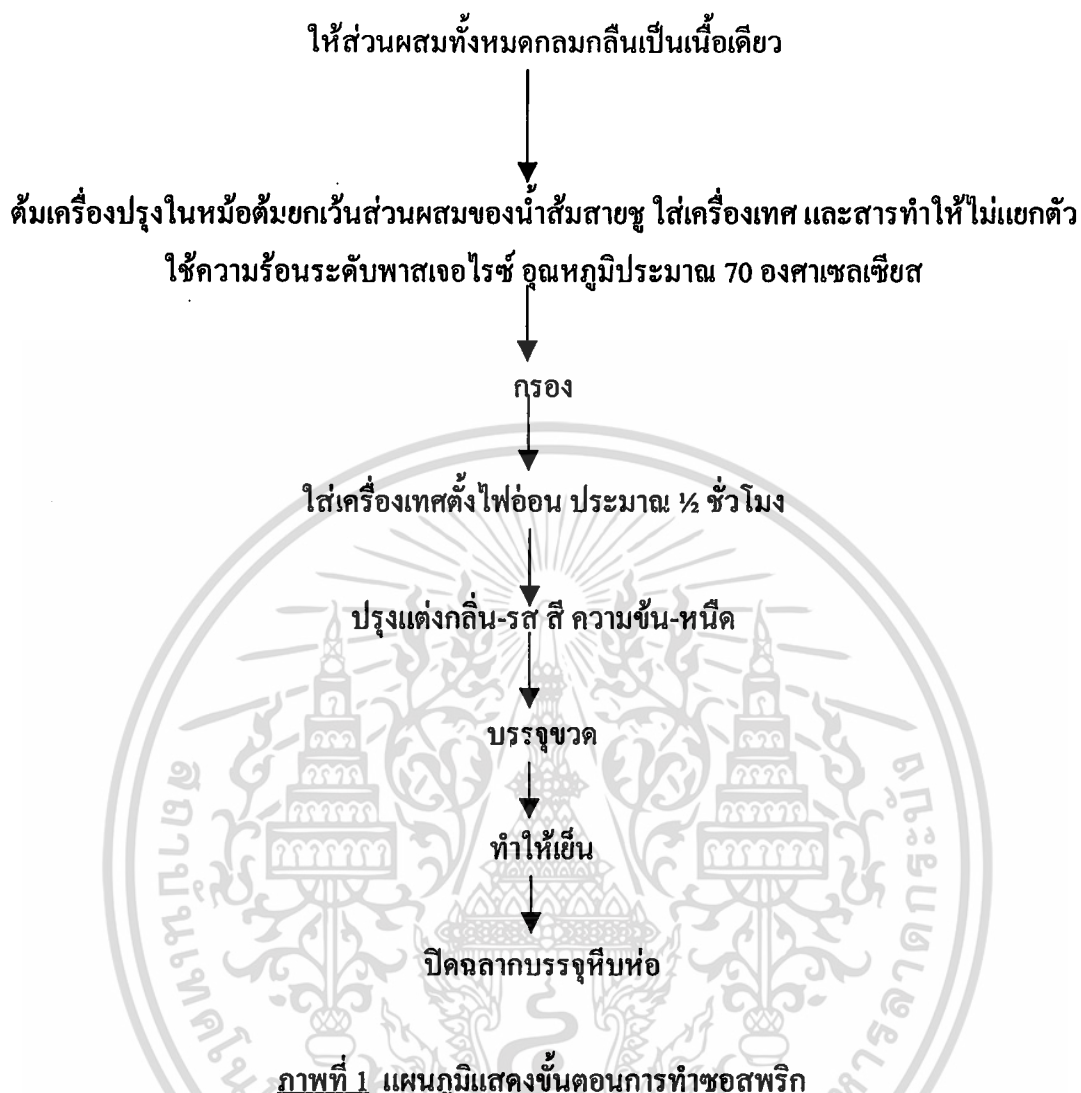 ให้ส่วนผสมทั้งหมดกลมกลืนเป็นเนื้อเดียว
ต้มเครื่องปรุงในหม้อต้มยกเว้นส่วนผสมของน้ำส้มสายชู ใส่เครื่องเทศ และสารทำให้ไม่แยกตัว
ใช้ความร้อนระดับพาสเจอไรซ์ อุณหภูมิประมาณ 70 องศาเซลเซียส
กรอง
ใส่เครื่องเทศตั้งไฟอ่อน ประมาณ ½ ชั่วโมง
ปรุงแต่งกลิ่น-รส สี ความข้น-หนืด
บรรจุขวด
ทำให้เย็น
ปิดฉลากบรรจุหีบห่อ
ภาพที่ 1 แผนภูมิแสดงขั้นตอนการทำซอสพริก